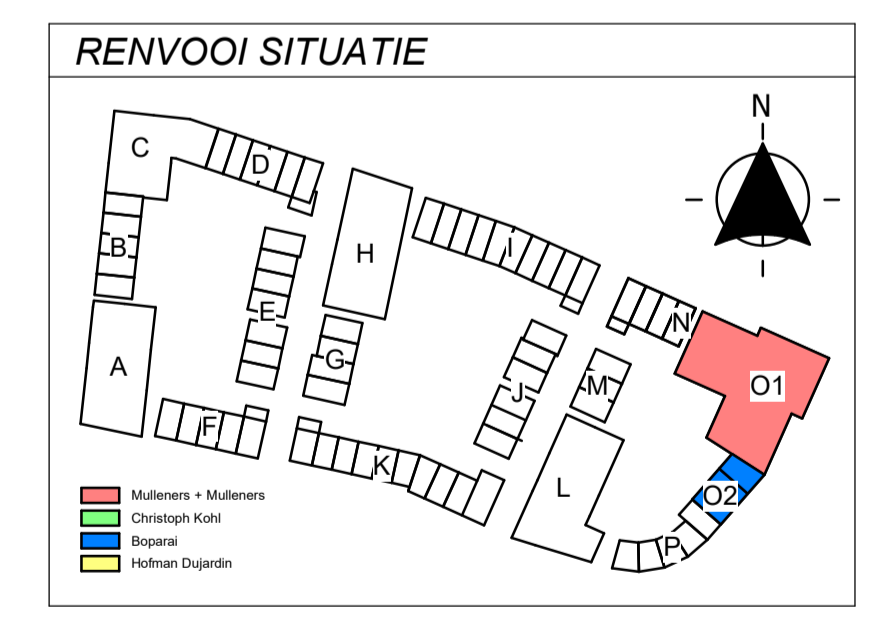 RENVOOI SITUATIE
N
C
D
B
H
I
E
N
A
G
J
M
O1
F
K
L
O2
P
Mulleners + Mulleners
Christoph Kohl
Boparai
Hofman Dujardin